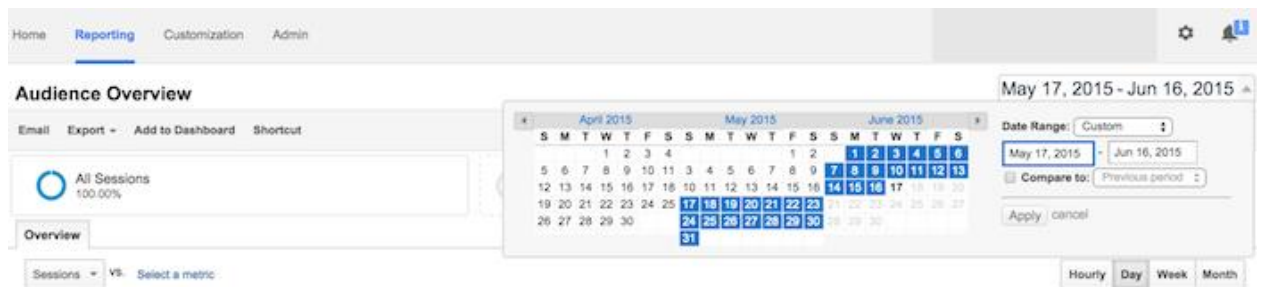 Home Reporting Customization Admin 1
Audience Overview
May 17, 2015 - Jun 16, 2015
Email Export Add to Dashboard Shortcut
All Sessions
100.00%
April 2015 May 2015 June 2015
S M T W T F S S M T W T F S S M T W T F S
1 2 3 4 1 2 1 2 3 4 5 6
5 6 7 8 9 10 11 3 4 5 6 7 8 9 7 8 9 10 11 12 13
12 13 14 15 16 17 18 10 11 12 13 14 15 16 14 15 16 17 18 19 20
19 20 21 22 23 24 25 17 18 19 20 21 22 23 21 22 23 24 25 26 27
26 27 28 29 30 24 25 26 27 28 29 30 28 29 30
31
Date Range: Custom
May 17, 2015 - Jun 16, 2015
Compare to: Previous period
Apply cancel
Overview
Sessions VS. Select a metric
Hourly Day Week Month